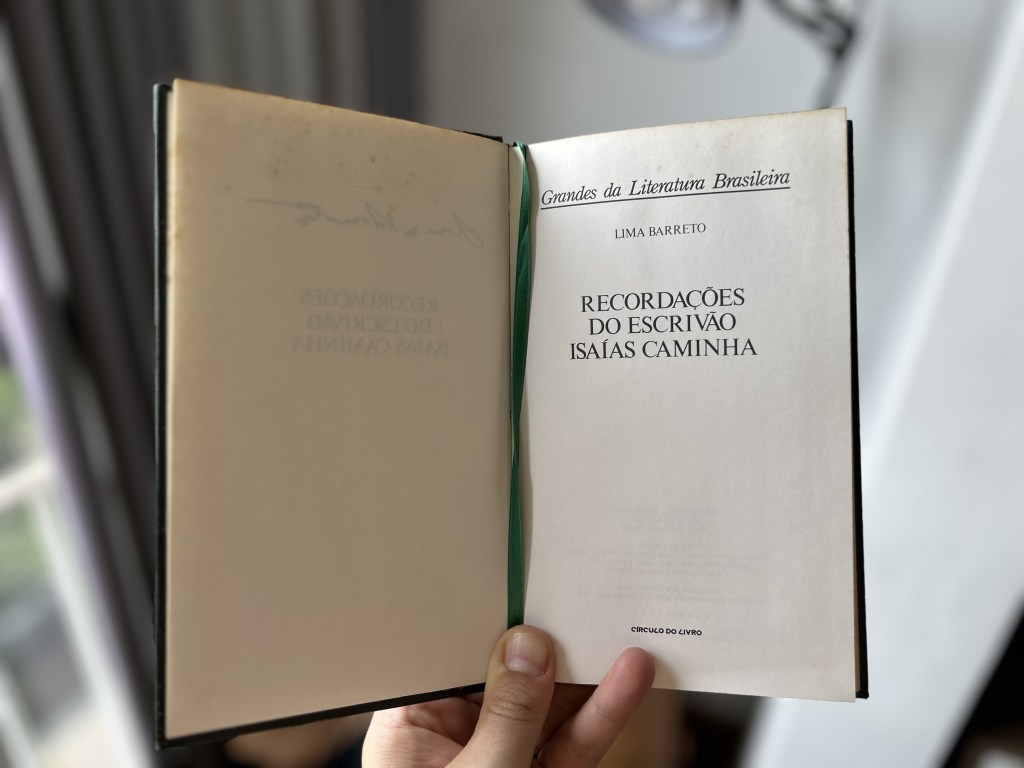 Grandes da Literatura Brasileira
LIMA BARRETO
RECORDAÇÕES
DO ESCRIVÃO
ISAÍAS CAMINHA
CÍRCULO DO LIVRO